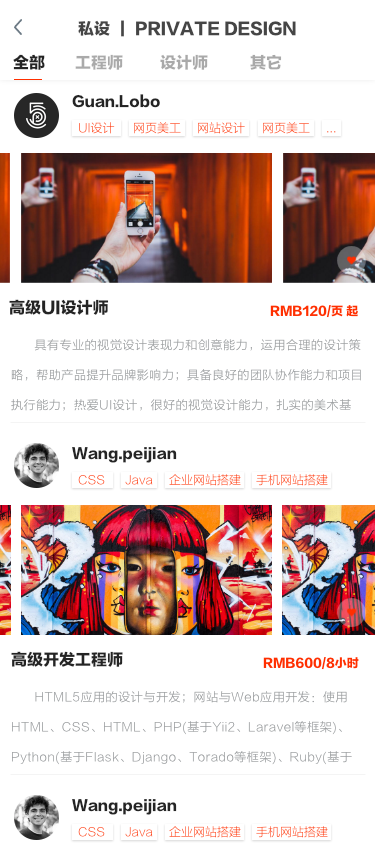 私设 | PRIVATE DESIGN
全部 工程师 设计师 其它
Guan.Lobo
UI设计 网页美工 网站设计 网页美工 ...
高级UI设计师
RMB120/页 起
具有专业的视觉设计表现力和创意能力，运用合理的设计策
略，帮助产品提升品牌影响力；具备良好的团队协作能力和项目
执行能力；热爱UI设计，很好的视觉设计能力，扎实的美术基
Wang.peijian
CSS Java 企业网站搭建 手机网站搭建
高级开发工程师
RMB600/8小时
HTML5应用的设计与开发；网站与Web应用开发；使用
HTML、CSS、HTML、PHP(基于Yii2、Laravel等框架)、
Python(基于Flask、Django、Torado等框架)、Ruby(基于
Wang.peijian
CSS Java 企业网站搭建 手机网站搭建